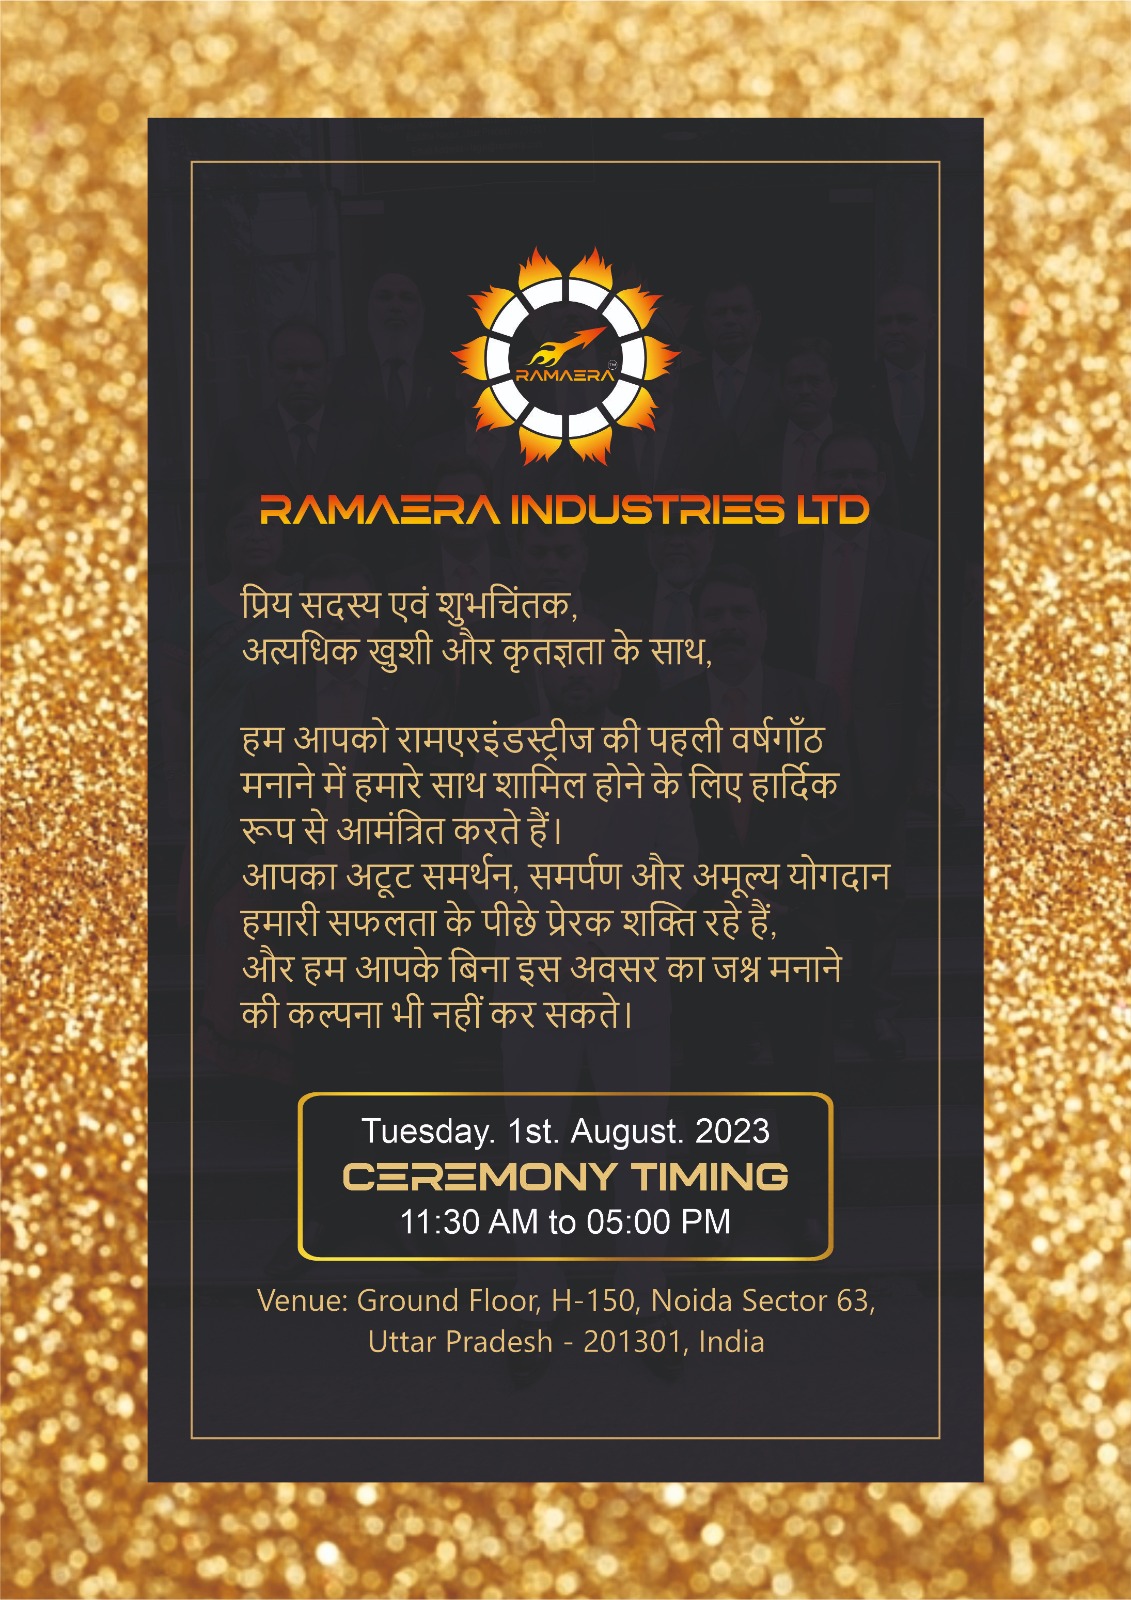 RAMAERA
TM
RAMAERA INDUSTRIES LTD
प्रिय सदस्य एवं शुभचिंतक,
अत्यधिक खुशी और कृतज्ञता के साथ,
हम आपको रामएरइंडस्ट्रीज की पहली वर्षगाँठ
मनाने में हमारे साथ शामिल होने के लिए हार्दिक
रूप से आमंत्रित करते हैं।
आपका अटूट समर्थन, समर्पण और अमूल्य योगदान
हमारी सफलता के पीछे प्रेरक शक्ति रहे हैं,
और हम आपके बिना इस अवसर का जश्न मनाने
की कल्पना भी नहीं कर सकते।
Tuesday. 1st. August. 2023
CEREMONY TIMING
11:30 AM to 05:00 PM
Venue: Ground Floor, H-150, Noida Sector 63,
Uttar Pradesh - 201301, India